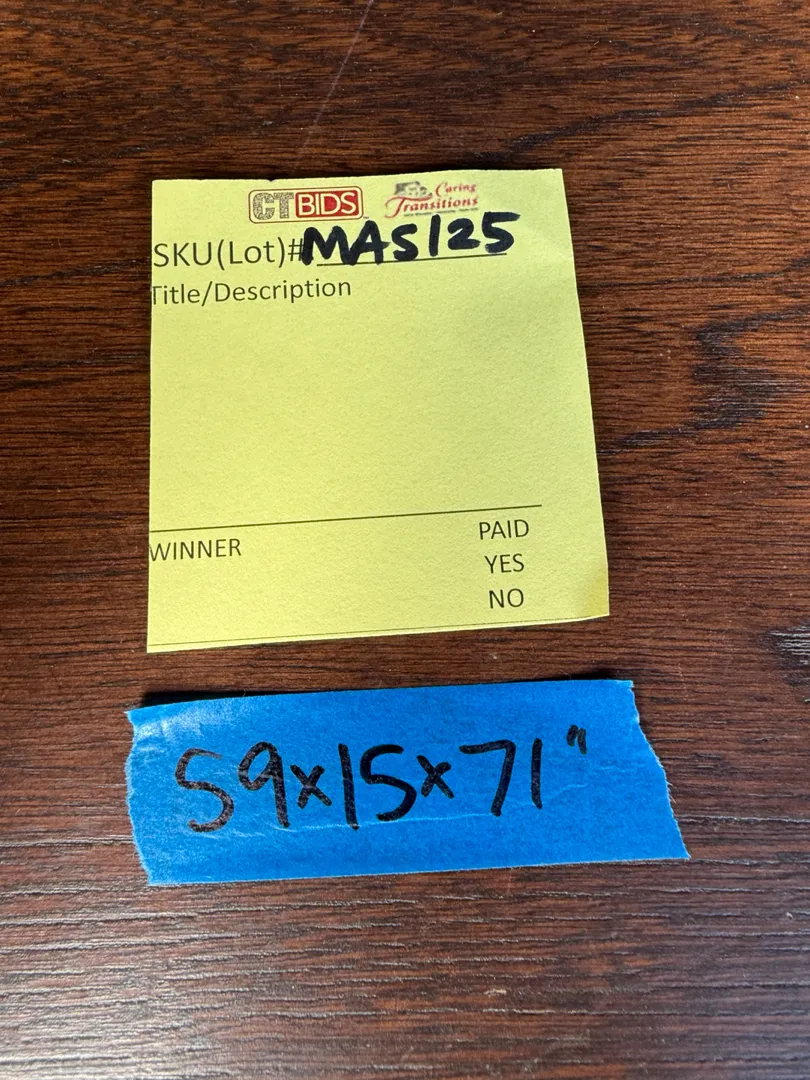 CTBIDS
Caring
Transitions
SKU(Lot)#MAS125
Title/Description
WINNER
PAID
YES
NO
59x15x71"